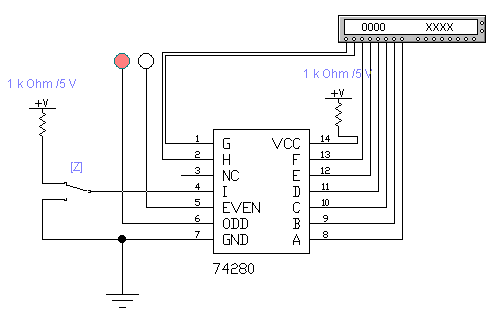 0000 XXXX
1 k Ohm /5 V
1 k Ohm /5 V
+V
+V
[Z]
1 G VCC 14
2 H F 13
3 NC E 12
4 I D 11
5 EVEN C 10
6 ODD B 9
7 GND A 8
74280